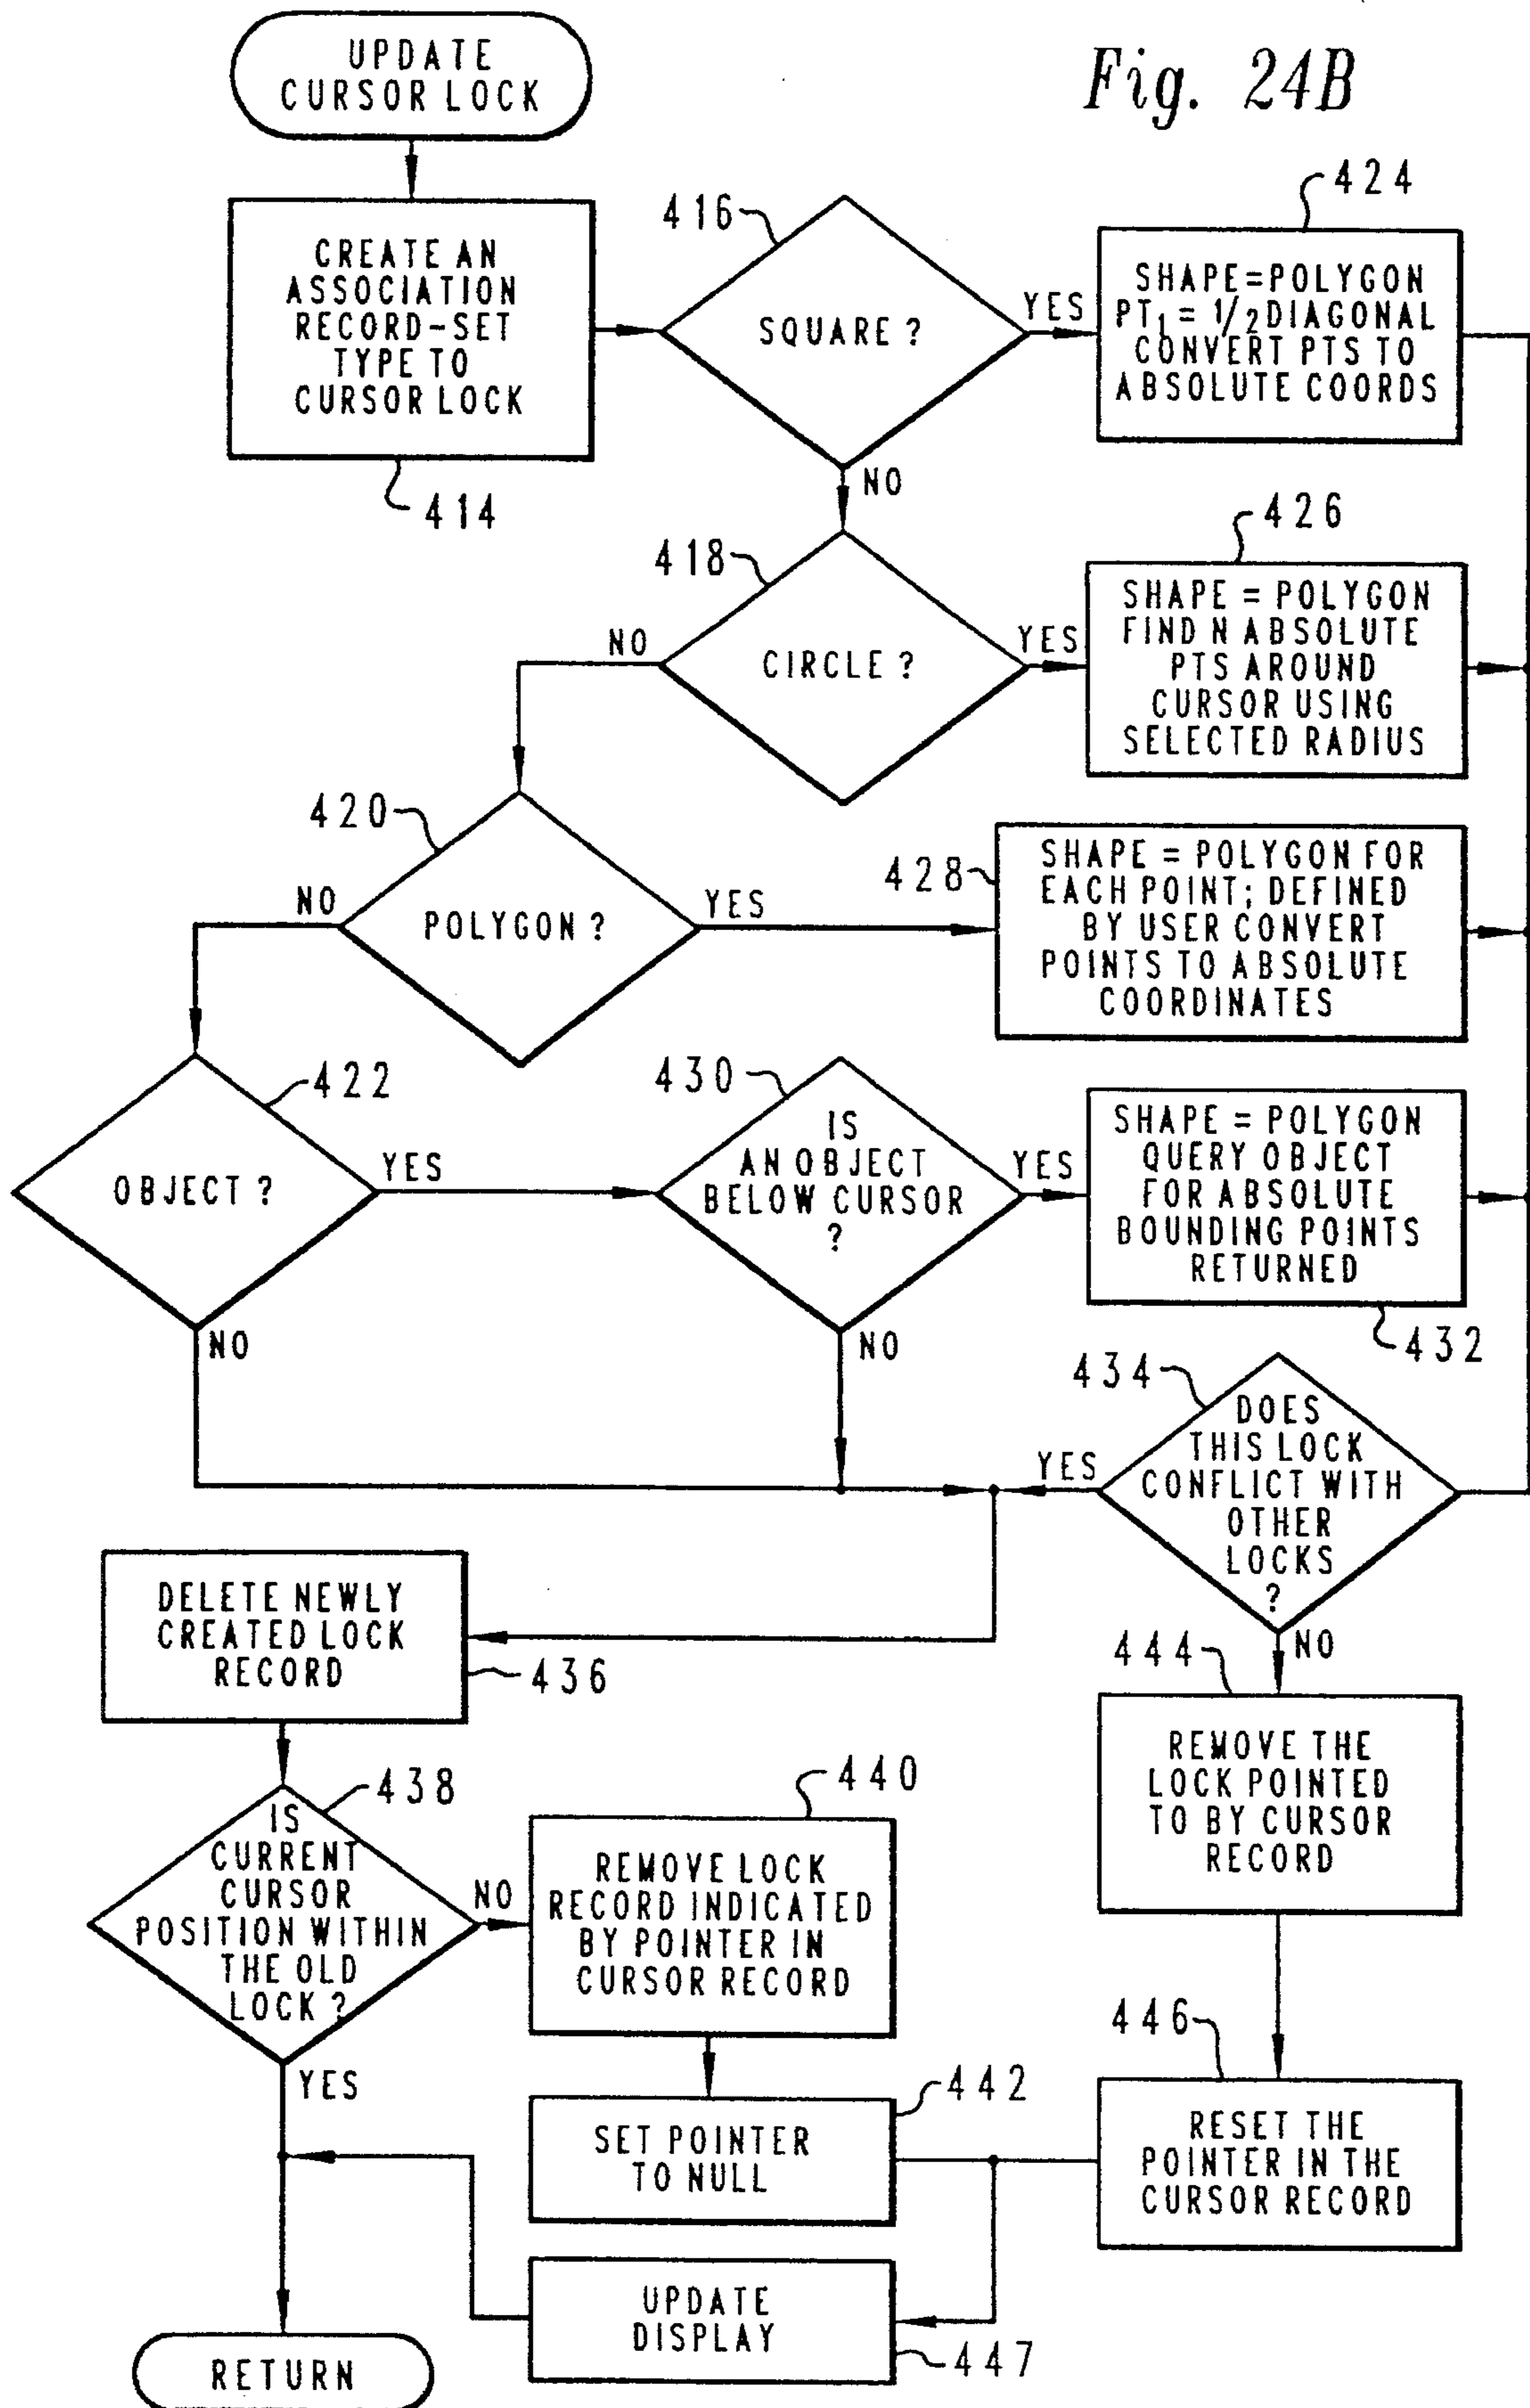 UPDATE
CURSOR LOCK
Fig. 24B
CREATE AN
ASSOCIATION
RECORD-SET
TYPE TO
CURSOR LOCK
414
416
SQUARE ?
YES
NO
424
SHAPE=POLYGON
PT₁ = 1/2 DIAGONAL
CONVERT PTS TO
ABSOLUTE COORDS
418
CIRCLE ?
NO
YES
426
SHAPE = POLYGON
FIND N ABSOLUTE
PTS AROUND
CURSOR USING
SELECTED RADIUS
420
POLYGON ?
NO
YES
428
SHAPE = POLYGON FOR
EACH POINT; DEFINED
BY USER CONVERT
POINTS TO ABSOLUTE
COORDINATES
422
OBJECT ?
YES
NO
430
IS
AN OBJECT
BELOW CURSOR
?
YES
NO
SHAPE = POLYGON
QUERY OBJECT
FOR ABSOLUTE
BOUNDING POINTS
RETURNED
432
434
DOES
THIS LOCK
CONFLICT WITH
OTHER
LOCKS
?
YES
NO
DELETE NEWLY
CREATED LOCK
RECORD
436
438
IS
CURRENT
CURSOR
POSITION WITHIN
THE OLD
LOCK ?
NO
YES
440
REMOVE LOCK
RECORD INDICATED
BY POINTER IN
CURSOR RECORD
442
SET POINTER
TO NULL
444
REMOVE THE
LOCK POINTED
TO BY CURSOR
RECORD
446
RESET THE
POINTER IN THE
CURSOR RECORD
UPDATE
DISPLAY
447
RETURN